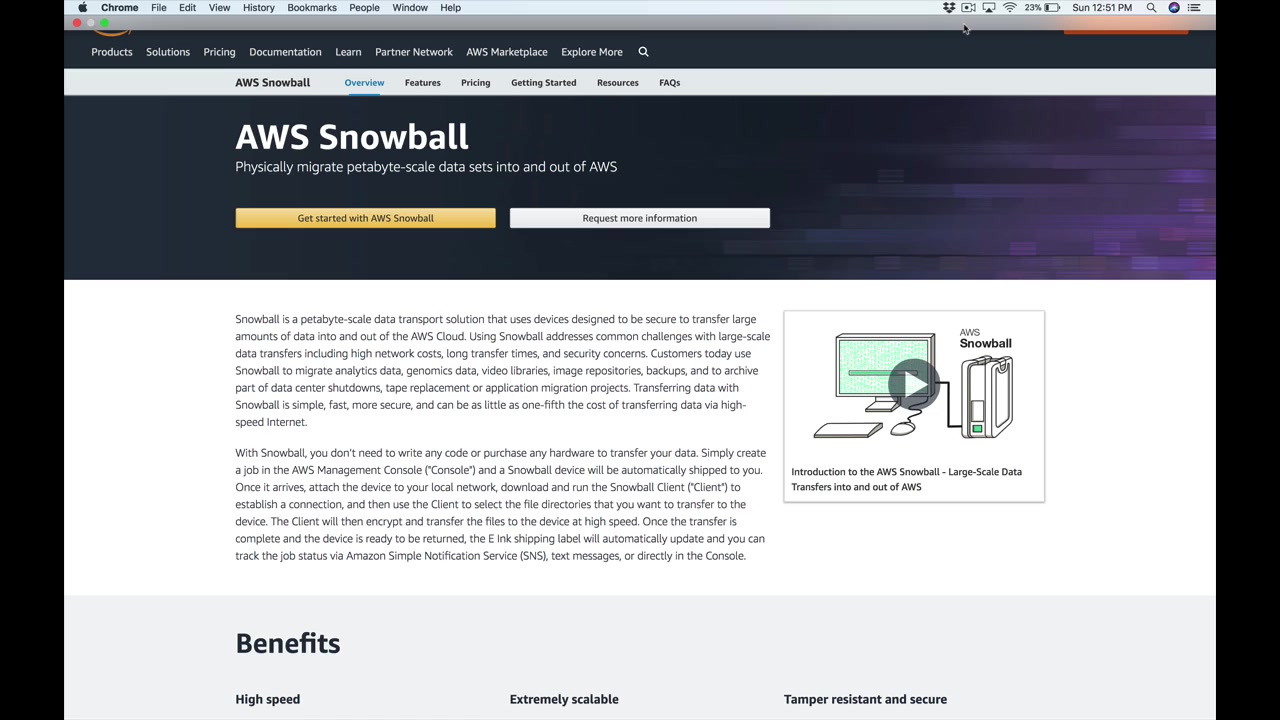 Chrome File Edit View History Bookmarks People Window Help 23% Sun 12:51 PM
Products Solutions Pricing Documentation Learn Partner Network AWS Marketplace Explore More
AWS Snowball Overview Features Pricing Getting Started Resources FAQs
AWS Snowball
Physically migrate petabyte-scale data sets into and out of AWS
Get started with AWS Snowball Request more information
Snowball is a petabyte-scale data transport solution that uses devices designed to be secure to transfer large
amounts of data into and out of the AWS Cloud. Using Snowball addresses common challenges with large-scale
data transfers including high network costs, long transfer times, and security concerns. Customers today use
Snowball to migrate analytics data, genomics data, video libraries, image repositories, backups, and to archive
part of data center shutdowns, tape replacement or application migration projects. Transferring data with
Snowball is simple, fast, more secure, and can be as little as one-fifth the cost of transferring data via high-
speed Internet.
With Snowball, you don't need to write any code or purchase any hardware to transfer your data. Simply create
a job in the AWS Management Console ("Console") and a Snowball device will be automatically shipped to you.
Once it arrives, attach the device to your local network, download and run the Snowball Client ("Client") to
establish a connection, and then use the Client to select the file directories that you want to transfer to the
device. The Client will then encrypt and transfer the files to the device at high speed. Once the transfer is
complete and the device is ready to be returned, the E Ink shipping label will automatically update and you can
track the job status via Amazon Simple Notification Service (SNS), text messages, or directly in the Console.
AWS
Snowball
Introduction to the AWS Snowball - Large-Scale Data
Transfers into and out of AWS
Benefits
High speed Extremely scalable Tamper resistant and secure